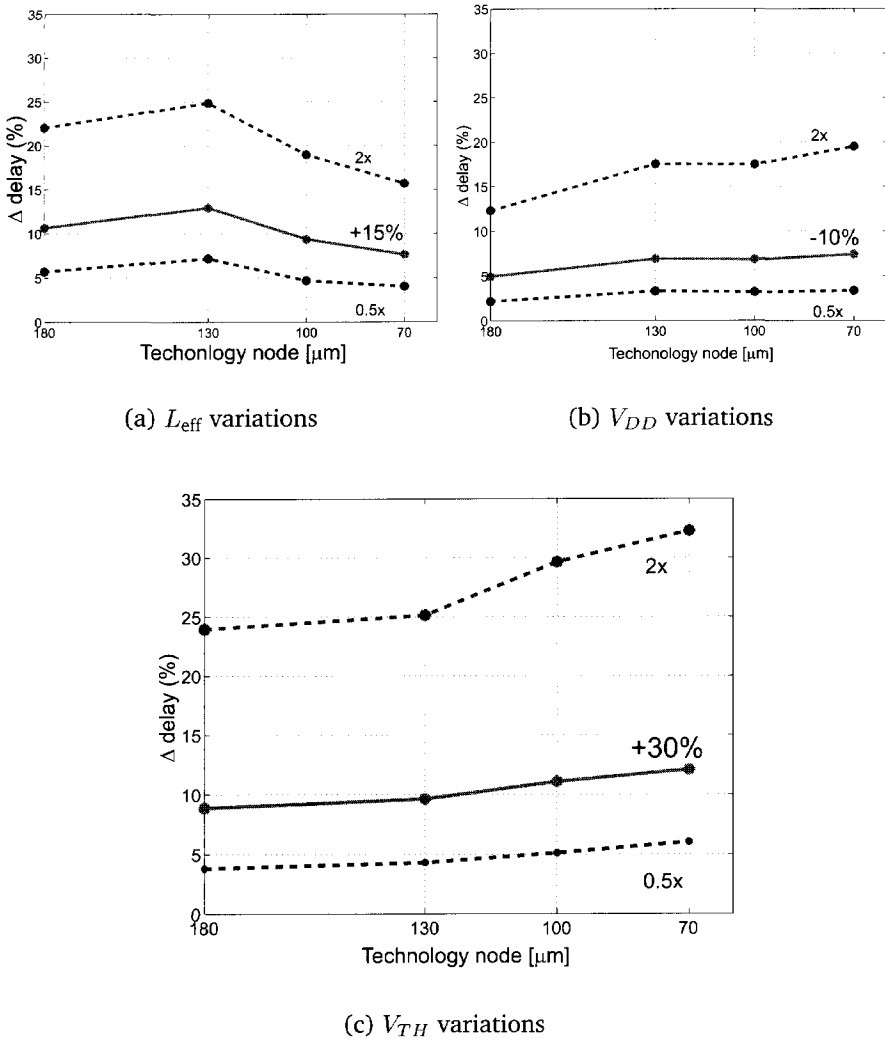 35
30
25
20
15
10
5
0
Δ delay (%)
2x
+15%
0.5x
180 130 100 70
Techonlogy node [μm]
(a) L_eff variations
35
30
25
20
15
10
5
0
Δ delay (%)
2x
-10%
0.5x
180 130 100 70
Techonology node [μm]
(b) V_DD variations
35
30
25
20
15
10
5
0
Δ delay (%)
2x
+30%
0.5x
180 130 100 70
Technology node [μm]
(c) V_TH variations